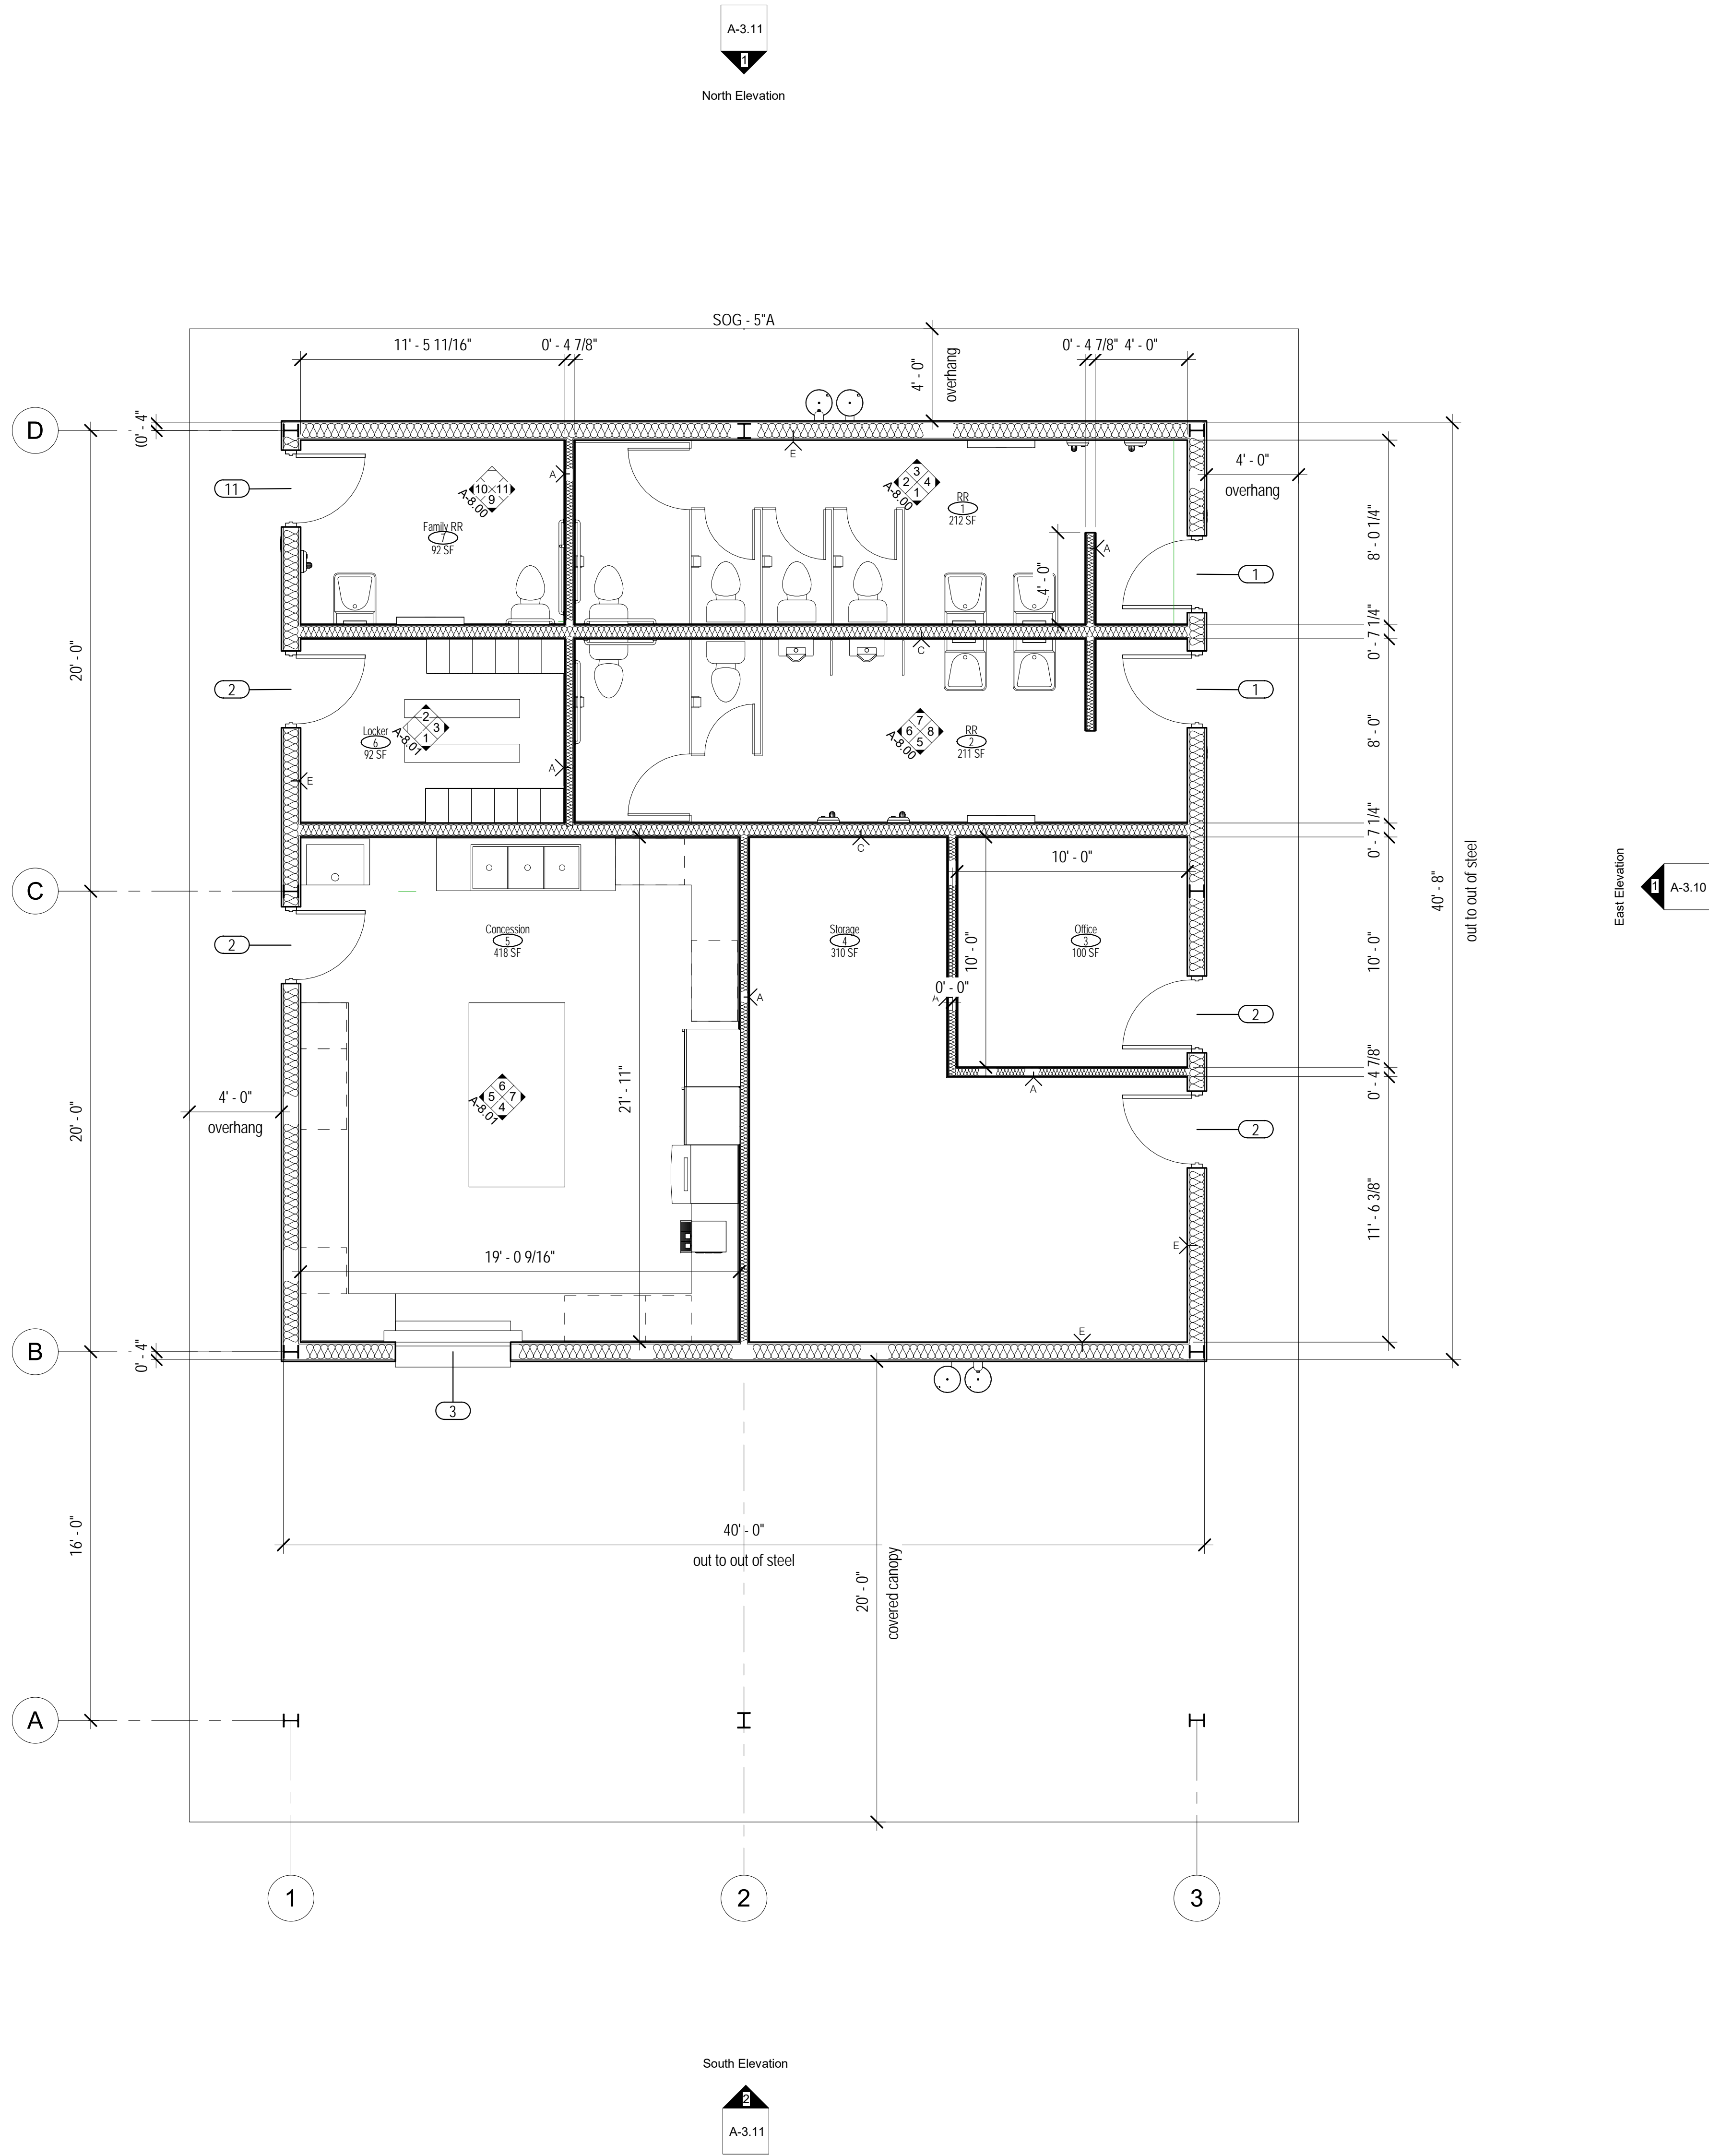 A-3.11
1
North Elevation
SOG - 5"A
11' - 5 11/16"
0' - 4 7/8"
0' - 4 7/8"
4' - 0"
4' - 0"
overhang
D
(0' - 4"
E
4' - 0"
overhang
11
10
11
9
A-8.00
A
3
2
4
1
A-8.00
RR
1
212 SF
Family RR
7
92 SF
8' - 0 1/4"
A
4' - 0"
1
20' - 0"
0' - 7 1/4"
C
2
1
2
3
1
A-8.01
Locker
6
92 SF
7
6
8
5
A-8.00
RR
2
211 SF
8' - 0"
A
E
0' - 7 1/4"
C
10' - 0"
C
40' - 8"
out to out of steel
East Elevation
1
A-3.10
2
Concession
5
418 SF
Storage
4
310 SF
Office
3
100 SF
10' - 0"
10' - 0"
0' - 0"
A
A
2
6
5
7
4
A-8.01
21' - 11"
0' - 4 7/8"
A
4' - 0"
overhang
20' - 0"
2
11' - 6 3/8"
19' - 0 9/16"
E
E
B
0' - 4"
3
40' - 0"
out to out of steel
16' - 0"
20' - 0"
covered canopy
A
1
2
3
South Elevation
2
A-3.11